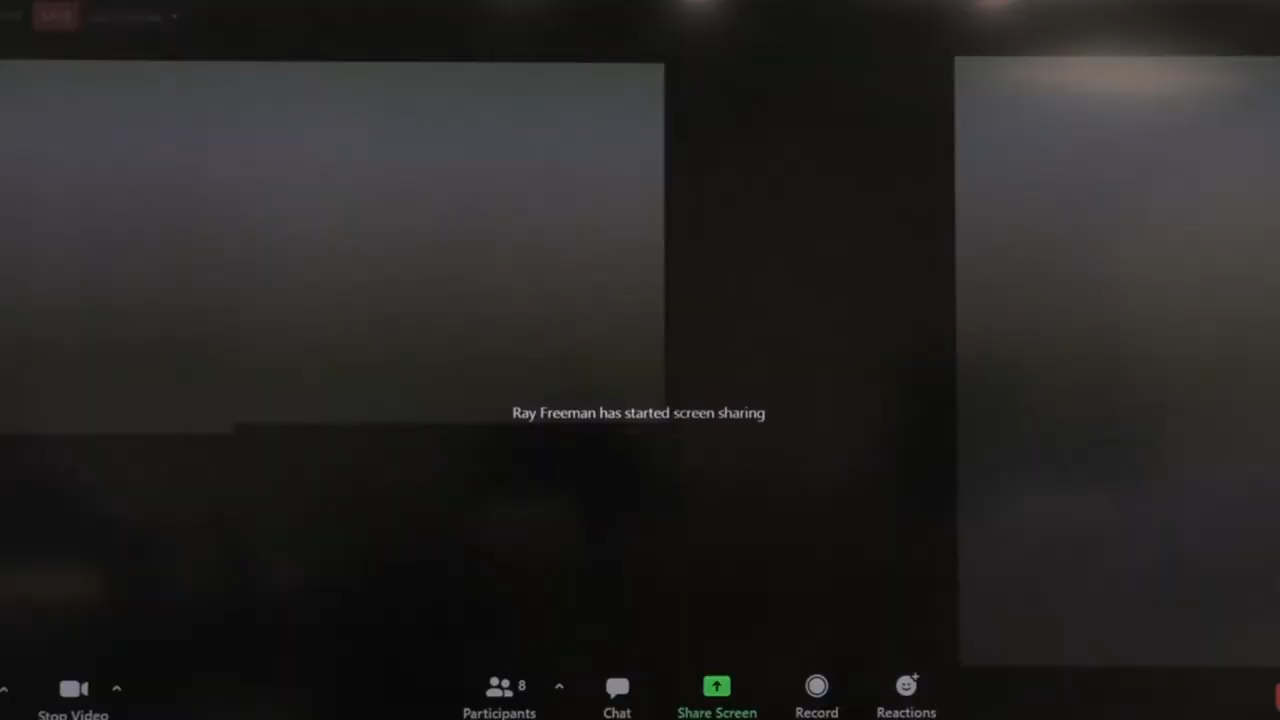 Ray Freeman has started screen sharing
8
Stop Video
Participants
Chat
Share Screen
Record
Reactions